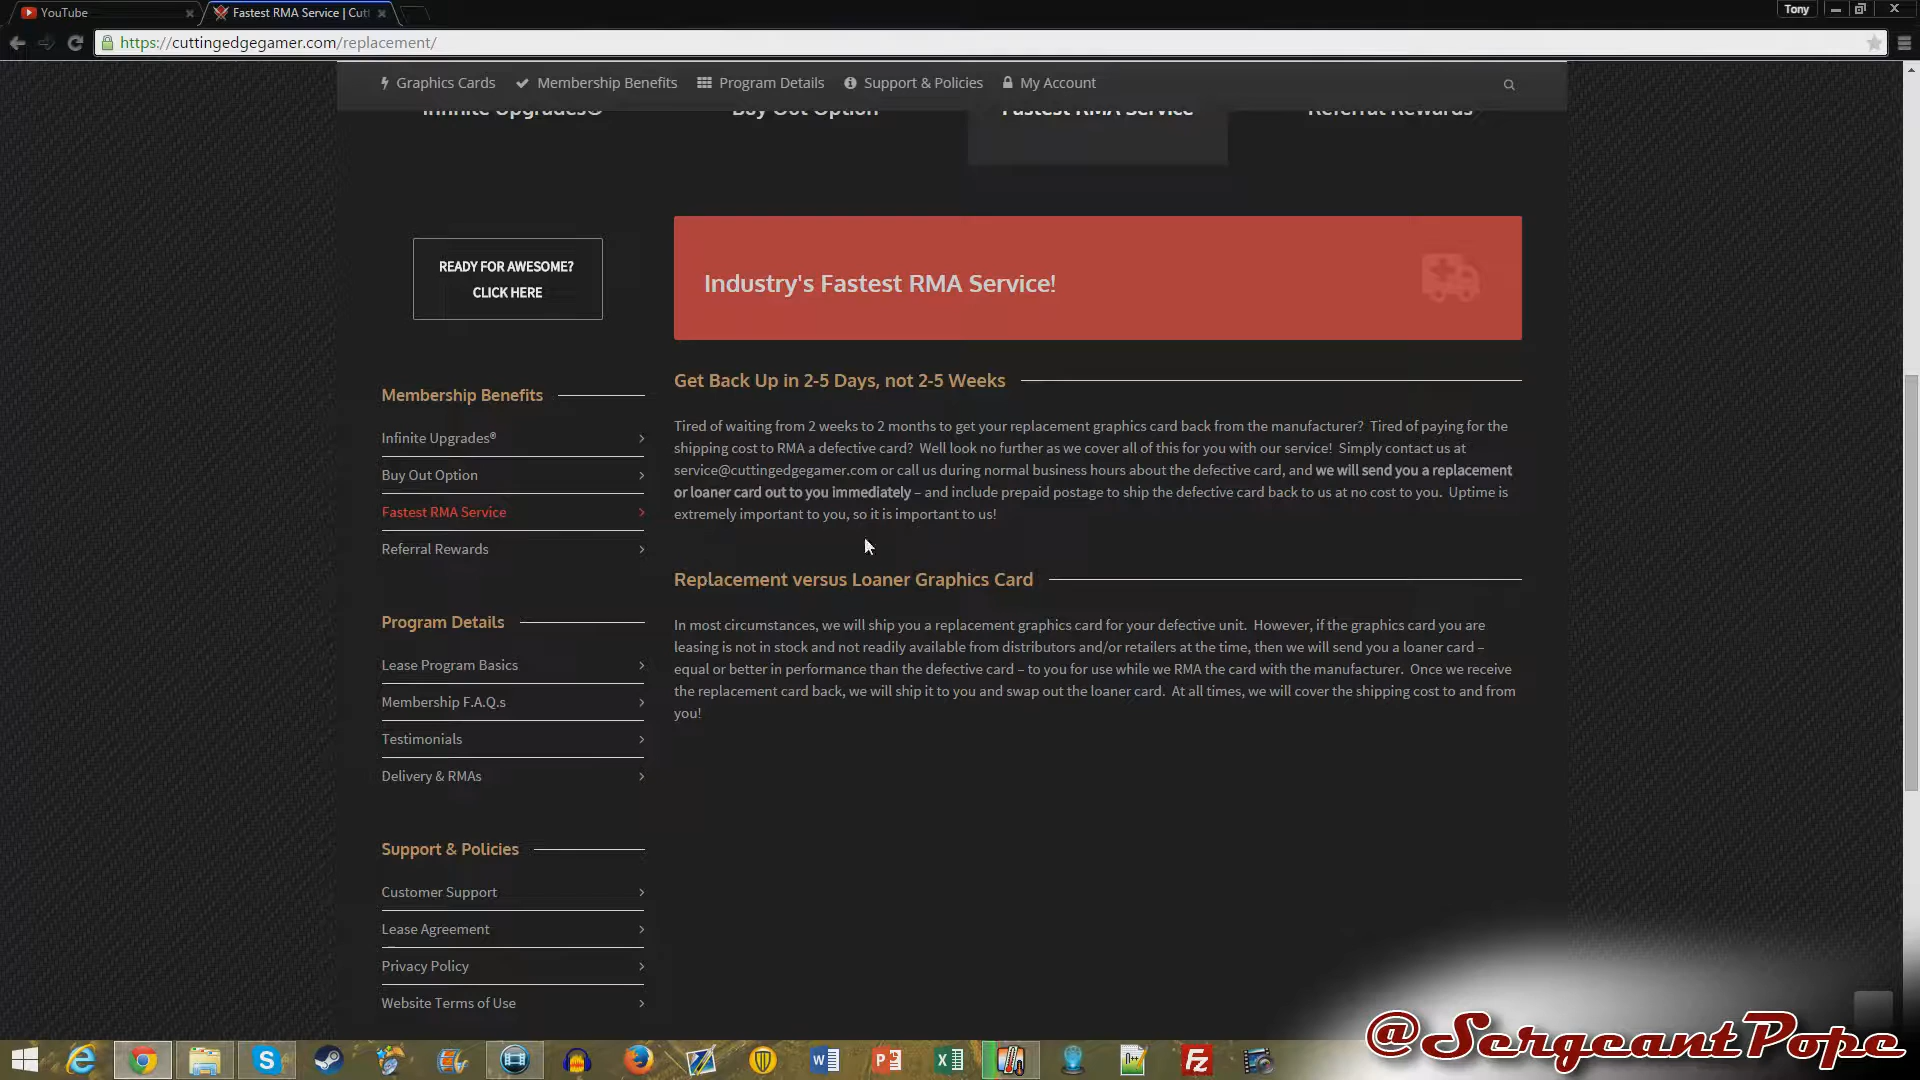 YouTube
Fastest RMA Service | Cutt
Tony
https://cuttingedgegamer.com/replacement/
Graphics Cards
Membership Benefits
Program Details
Support & Policies
My Account
Infinite Upgrades®
Buy Out Option
Fastest RMA Service
Referral Rewards
READY FOR AWESOME?
CLICK HERE
Industry's Fastest RMA Service!
Membership Benefits
Infinite Upgrades®
Buy Out Option
Fastest RMA Service
Referral Rewards
Program Details
Lease Program Basics
Membership F.A.Q.s
Testimonials
Delivery & RMAs
Support & Policies
Customer Support
Lease Agreement
Privacy Policy
Website Terms of Use
Get Back Up in 2-5 Days, not 2-5 Weeks
Tired of waiting from 2 weeks to 2 months to get your replacement graphics card back from the manufacturer? Tired of paying for the
shipping cost to RMA a defective card? Well look no further as we cover all of this for you with our service! Simply contact us at
service@cuttingedgegamer.com or call us during normal business hours about the defective card, and we will send you a replacement
or loaner card out to you immediately – and include prepaid postage to ship the defective card back to us at no cost to you. Uptime is
extremely important to you, so it is important to us!
Replacement versus Loaner Graphics Card
In most circumstances, we will ship you a replacement graphics card for your defective unit. However, if the graphics card you are
leasing is not in stock and not readily available from distributors and/or retailers at the time, then we will send you a loaner card –
equal or better in performance than the defective card – to you for use while we RMA the card with the manufacturer. Once we receive
the replacement card back, we will ship it to you and swap out the loaner card. At all times, we will cover the shipping cost to and from
you!
@SergeantPope